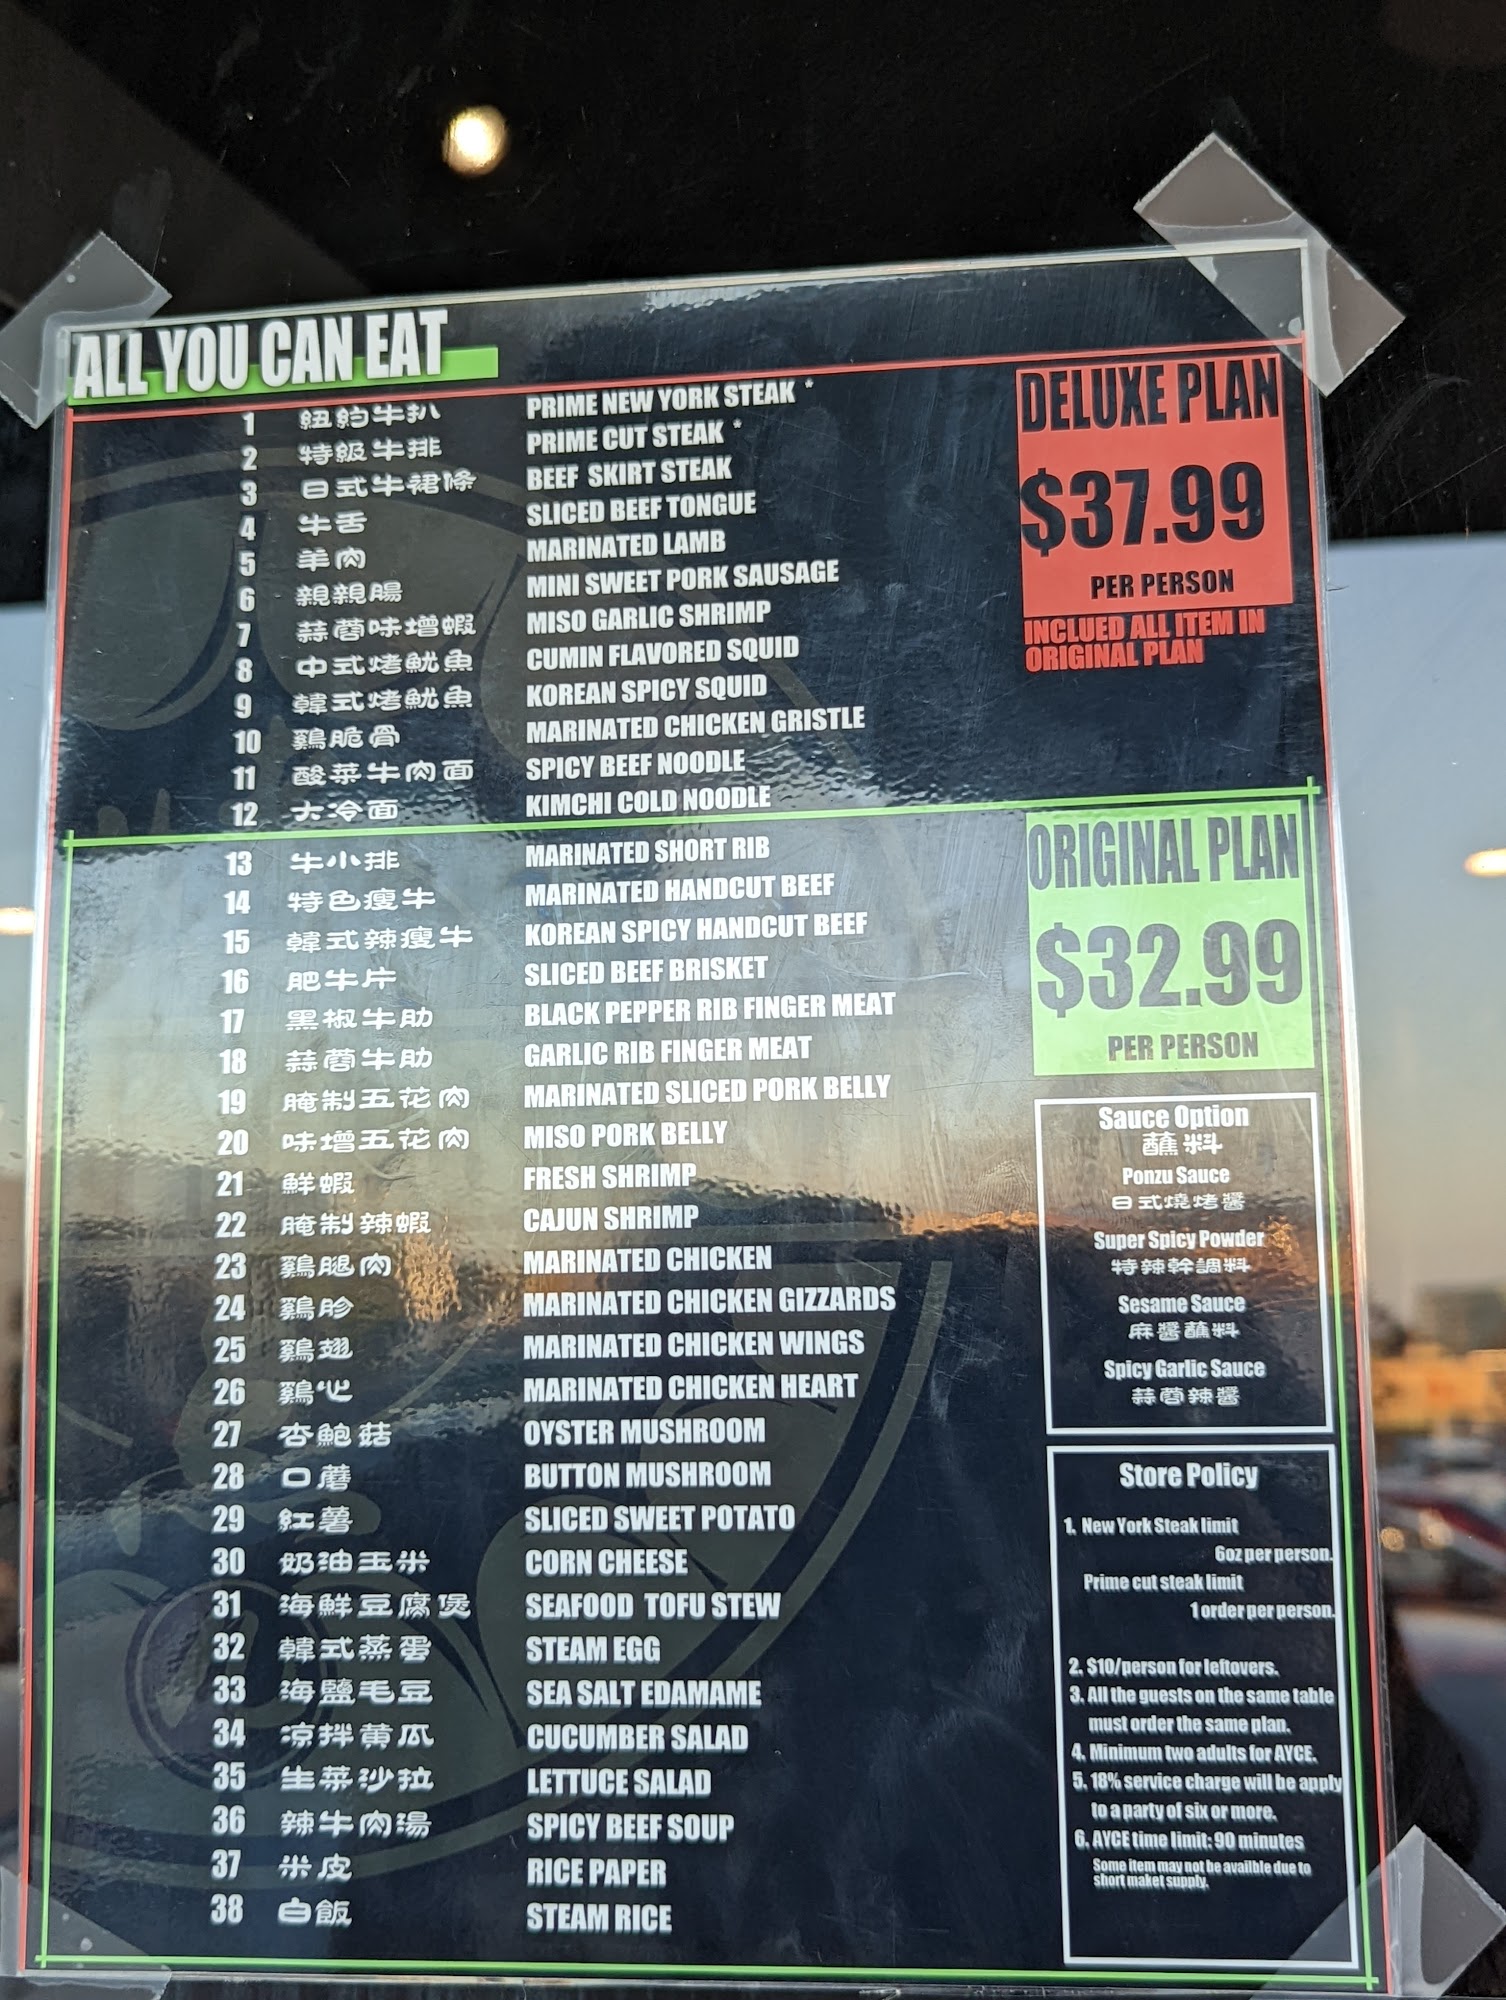 ALL YOU CAN EAT
1 紐約牛扒 PRIME NEW YORK STEAK *
2 特級牛排 PRIME CUT STEAK *
3 日式牛裙條 BEEF SKIRT STEAK
4 牛舌 SLICED BEEF TONGUE
5 羊肉 MARINATED LAMB
6 親親腸 MINI SWEET PORK SAUSAGE
7 蒜蓉味增蝦 MISO GARLIC SHRIMP
8 中式烤魷魚 CUMIN FLAVORED SQUID
9 韓式烤魷魚 KOREAN SPICY SQUID
10 雞脆骨 MARINATED CHICKEN GRISTLE
11 酸菜牛肉面 SPICY BEEF NOODLE
12 大冷面 KIMCHI COLD NOODLE
DELUXE PLAN
$37.99
PER PERSON
INCLUED ALL ITEM IN
ORIGINAL PLAN
13 牛小排 MARINATED SHORT RIB
14 特色瘦牛 MARINATED HANDCUT BEEF
15 韓式辣瘦牛 KOREAN SPICY HANDCUT BEEF
16 肥牛片 SLICED BEEF BRISKET
17 黑椒牛肋 BLACK PEPPER RIB FINGER MEAT
18 蒜蓉牛肋 GARLIC RIB FINGER MEAT
19 腌制五花肉 MARINATED SLICED PORK BELLY
20 味增五花肉 MISO PORK BELLY
21 鮮蝦 FRESH SHRIMP
22 腌制辣蝦 CAJUN SHRIMP
23 雞腿肉 MARINATED CHICKEN
24 雞胗 MARINATED CHICKEN GIZZARDS
25 雞翅 MARINATED CHICKEN WINGS
26 雞心 MARINATED CHICKEN HEART
27 杏鮑菇 OYSTER MUSHROOM
28 口蘑 BUTTON MUSHROOM
29 紅薯 SLICED SWEET POTATO
30 奶油玉米 CORN CHEESE
31 海鮮豆腐煲 SEAFOOD TOFU STEW
32 韓式蒸蛋 STEAM EGG
33 海鹽毛豆 SEA SALT EDAMAME
34 凉拌黄瓜 CUCUMBER SALAD
35 生菜沙拉 LETTUCE SALAD
36 辣牛肉湯 SPICY BEEF SOUP
37 米皮 RICE PAPER
38 白飯 STEAM RICE
ORIGINAL PLAN
$32.99
PER PERSON
Sauce Option
蘸料
Ponzu Sauce
日式燒烤醬
Super Spicy Powder
特辣幹調料
Sesame Sauce
麻醬蘸料
Spicy Garlic Sauce
蒜蓉辣醬
Store Policy
1. New York Steak limit
6oz per person.
Prime cut steak limit
1 order per person.
2. $10/person for leftovers.
3. All the guests on the same table
must order the same plan.
4. Minimum two adults for AYCE.
5. 18% service charge will be apply
to a party of six or more.
6. AYCE time limit: 90 minutes
Some item may not be availble due to
short maket supply.